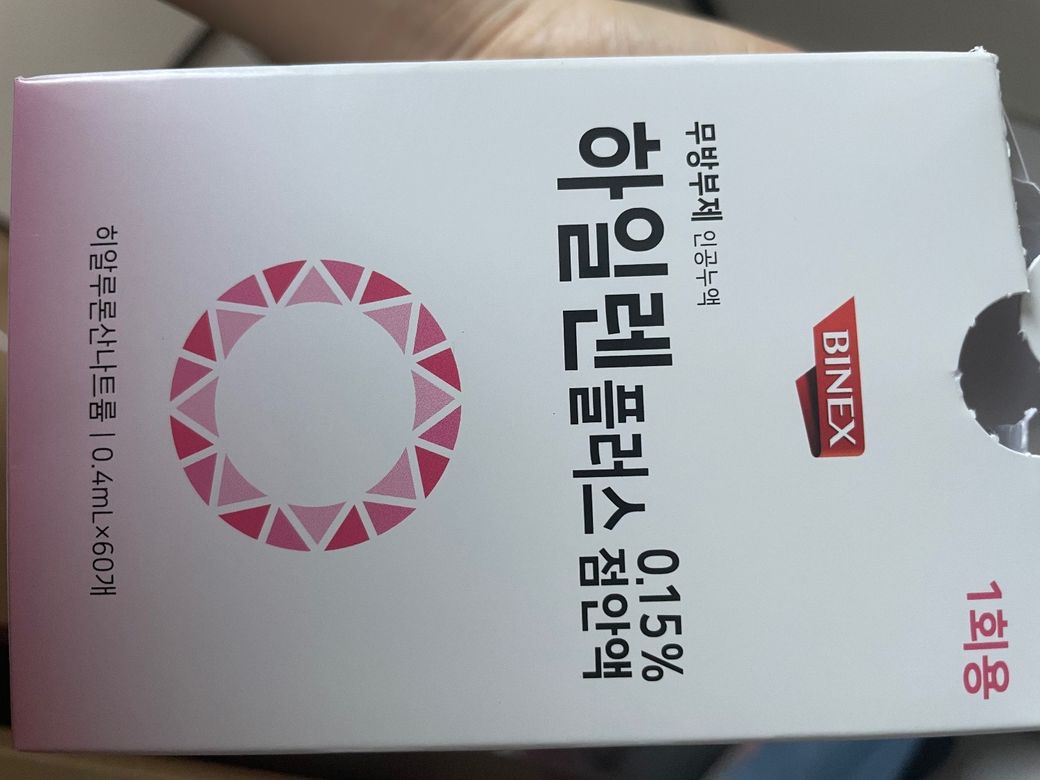 1회용
BINEX
무방부제 인공누액
하일렌플러스 0.15%
점안액
히알루론산나트륨 | 0.4mL×60개